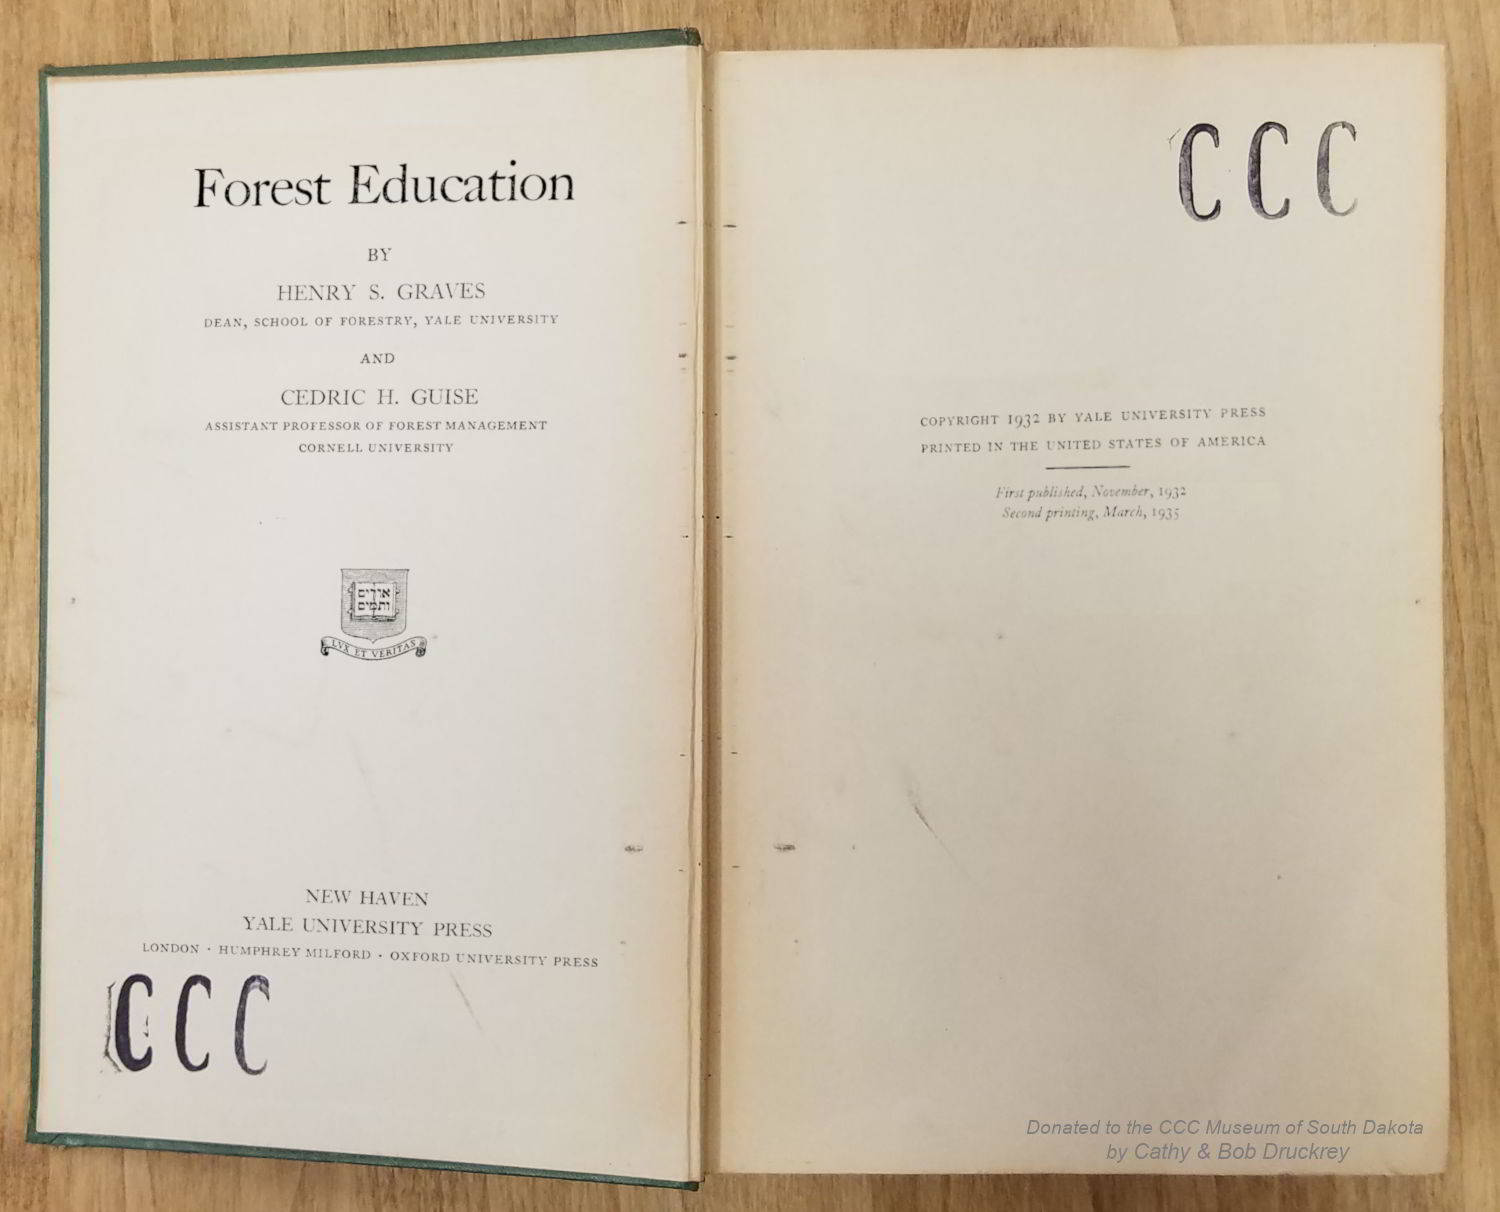 Forest Education
BY
HENRY S. GRAVES
DEAN, SCHOOL OF FORESTRY, YALE UNIVERSITY
AND
CEDRIC H. GUISE
ASSISTANT PROFESSOR OF FOREST MANAGEMENT
CORNELL UNIVERSITY
אורים
ותמים
LVX ET VERITAS
NEW HAVEN
YALE UNIVERSITY PRESS
LONDON · HUMPHREY MILFORD · OXFORD UNIVERSITY PRESS
CCC
CCC
COPYRIGHT 1932 BY YALE UNIVERSITY PRESS
PRINTED IN THE UNITED STATES OF AMERICA
First published, November, 1932
Second printing, March, 1935
Donated to the CCC Museum of South Dakota
by Cathy & Bob Druckrey